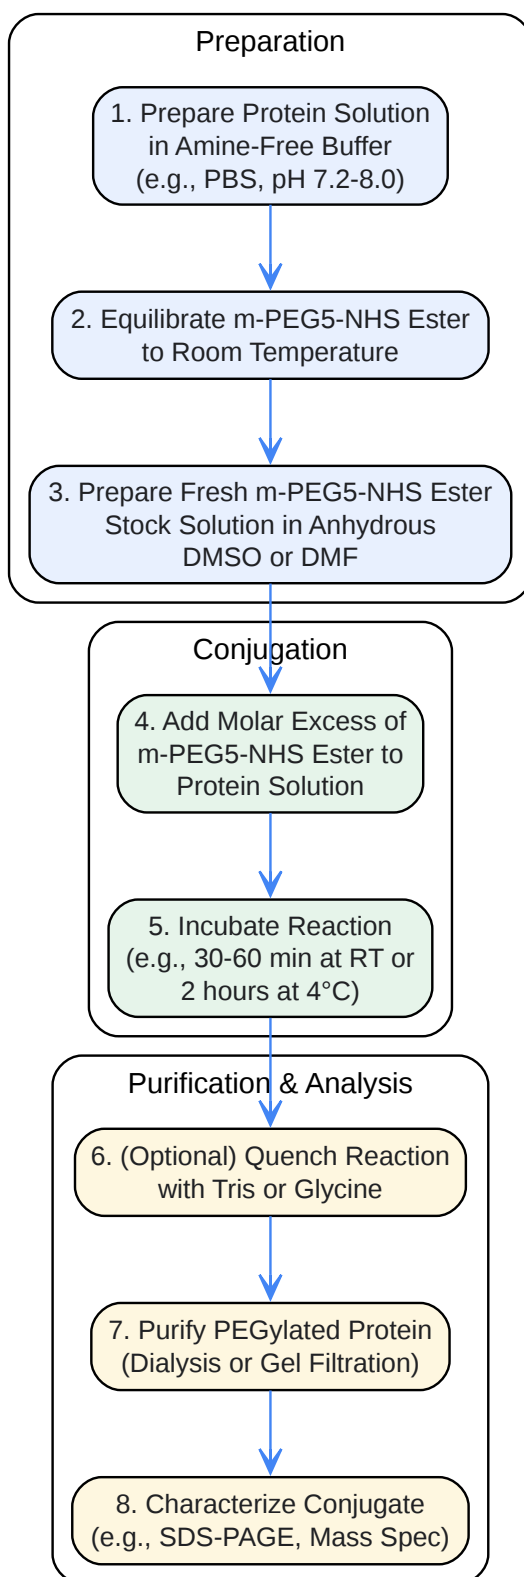 Preparation
1. Prepare Protein Solution
in Amine-Free Buffer
(e.g., PBS, pH 7.2-8.0)
2. Equilibrate m-PEG5-NHS Ester
to Room Temperature
3. Prepare Fresh m-PEG5-NHS Ester
Stock Solution in Anhydrous
DMSO or DMF
Conjugation
4. Add Molar Excess of
m-PEG5-NHS Ester to
Protein Solution
5. Incubate Reaction
(e.g., 30-60 min at RT or
2 hours at 4°C)
Purification & Analysis
6. (Optional) Quench Reaction
with Tris or Glycine
7. Purify PEGylated Protein
(Dialysis or Gel Filtration)
8. Characterize Conjugate
(e.g., SDS-PAGE, Mass Spec)